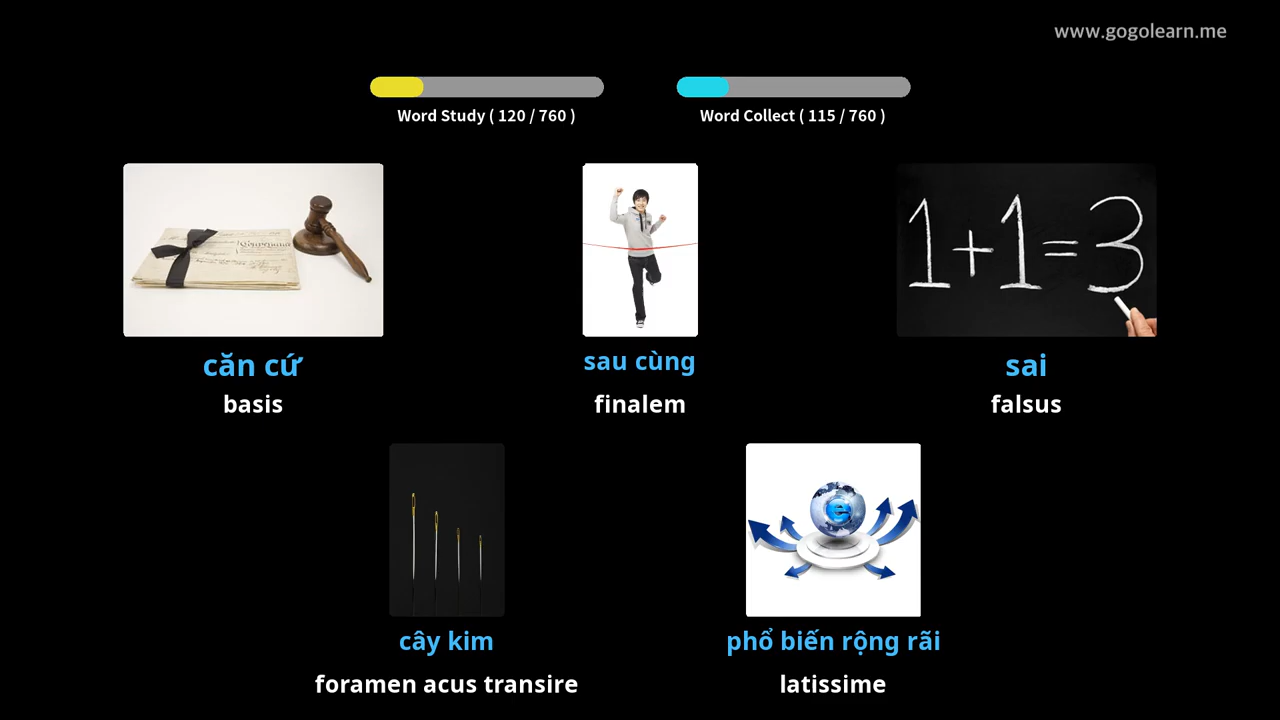 www.gogolearn.me
Word Study ( 120 / 760 )
Word Collect ( 115 / 760 )
1+1=3
căn cứ
basis
sau cùng
finalem
sai
falsus
e
cây kim
foramen acus transire
phổ biến rộng rãi
latissime